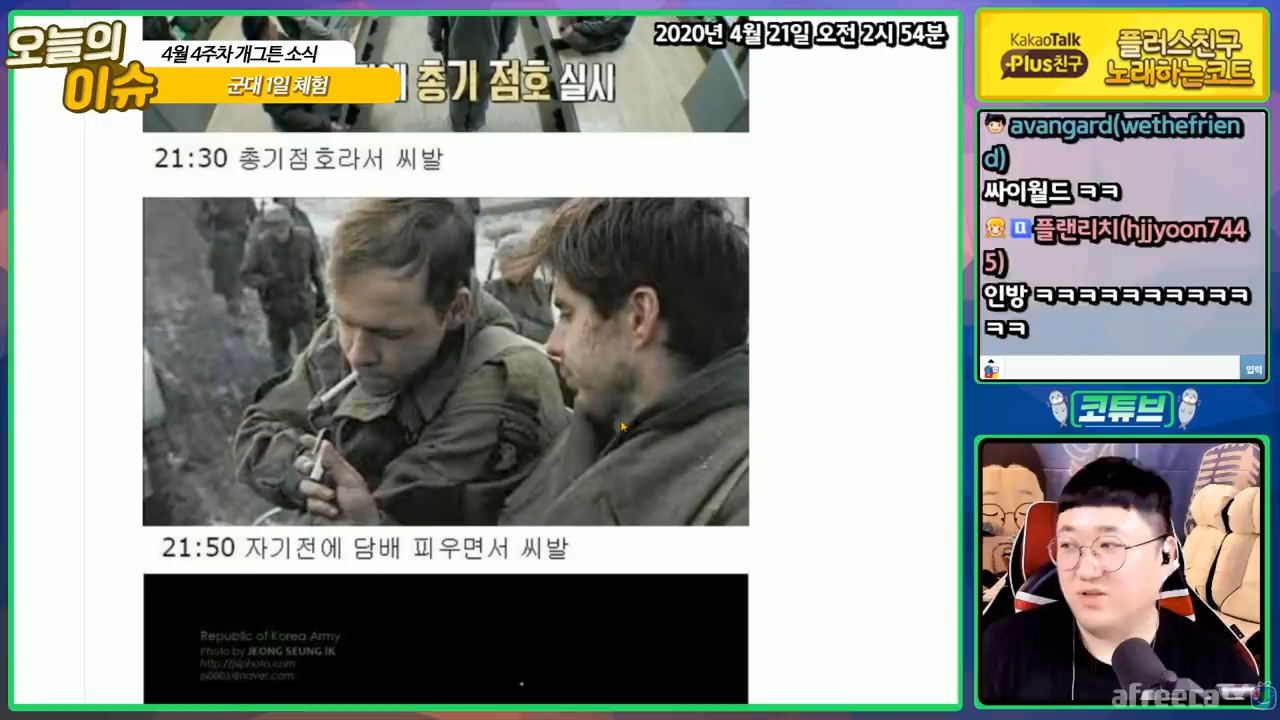 오늘의
이슈
4월 4주차 개그튼 소식
군대 1일 체험
2020년 4월 21일 오전 2시 54분
총기 점호 실시
21:30 총기점호라서 씨발
21:50 자기전에 담배 피우면서 씨발
Republic of Korea Army
Photo by JEONG SEUNG IK
KakaoTalk
Plus친구
플러스친구
노래하는코트
avangard(wethefrien
d)
싸이월드 ㅋㅋ
플랜리치(hjjyoon744
5)
인방 ㅋㅋㅋㅋㅋㅋㅋㅋㅋㅋ
ㅋㅋ
입력
코튜브
afreeca